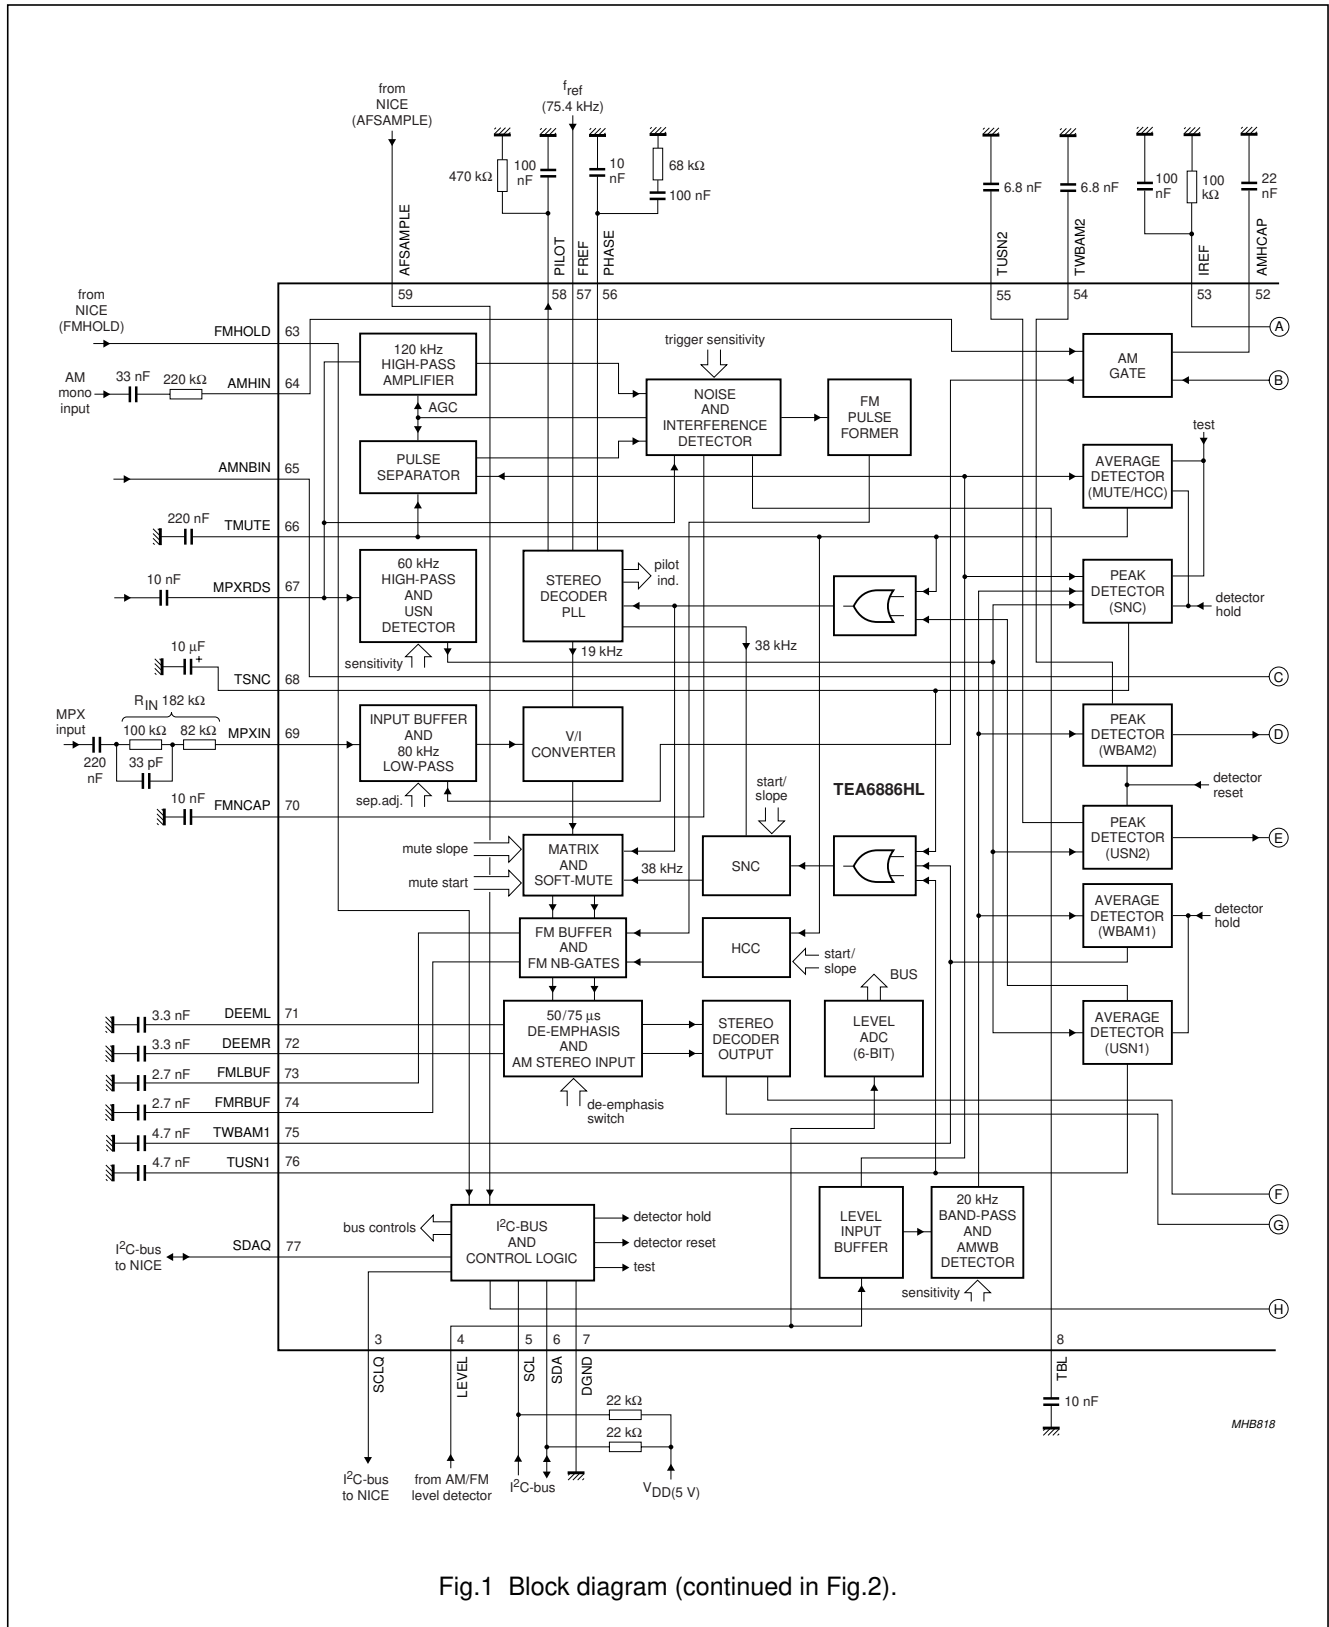 from
NICE
(AFSAMPLE)
fref
(75.4 kHz)
470 kΩ
100
nF
10
nF
68 kΩ
100 nF
6.8 nF
6.8 nF
100
nF
100
kΩ
22
nF
AFSAMPLE
PILOT
FREF
PHASE
TUSN2
TWBAM2
IREF
AMHCAP
59
58
57
56
55
54
53
52
from
NICE
(FMHOLD)
FMHOLD
63
A
120 kHz
HIGH-PASS
AMPLIFIER
trigger sensitivity
AM
GATE
AM
mono
input
33 nF
220 kΩ
AMHIN
64
B
AGC
NOISE
AND
INTERFERENCE
DETECTOR
FM
PULSE
FORMER
test
PULSE
SEPARATOR
AVERAGE
DETECTOR
(MUTE/HCC)
AMNBIN
65
220 nF
TMUTE
66
60 kHz
HIGH-PASS
AND
USN
DETECTOR
STEREO
DECODER
PLL
pilot
ind.
PEAK
DETECTOR
(SNC)
detector
hold
10 nF
MPXRDS
67
sensitivity
19 kHz
38 kHz
10 μF
+
TSNC
68
C
MPX
input
RIN 182 kΩ
100 kΩ
82 kΩ
MPXIN
69
220
nF
33 pF
INPUT BUFFER
AND
80 kHz
LOW-PASS
V/I
CONVERTER
PEAK
DETECTOR
(WBAM2)
D
sep.adj.
start/
slope
TEA6886HL
detector
reset
10 nF
FMNCAP
70
PEAK
DETECTOR
(USN2)
E
mute slope
mute start
MATRIX
AND
SOFT-MUTE
38 kHz
SNC
AVERAGE
DETECTOR
(WBAM1)
detector
hold
FM BUFFER
AND
FM NB-GATES
HCC
start/
slope
BUS
3.3 nF
DEEML
71
50/75 μs
DE-EMPHASIS
AND
AM STEREO INPUT
STEREO
DECODER
OUTPUT
LEVEL
ADC
(6-BIT)
AVERAGE
DETECTOR
(USN1)
3.3 nF
DEEMR
72
2.7 nF
FMLBUF
73
2.7 nF
FMRBUF
74
de-emphasis
switch
4.7 nF
TWBAM1
75
4.7 nF
TUSN1
76
F
G
bus controls
I2C-BUS
AND
CONTROL LOGIC
detector hold
detector reset
test
LEVEL
INPUT
BUFFER
20 kHz
BAND-PASS
AND
AMWB
DETECTOR
I2C-bus
to NICE
SDAQ
77
sensitivity
H
3
4
5
6
7
8
SCLQ
LEVEL
SCL
SDA
DGND
TBL
22 kΩ
22 kΩ
10 nF
MHB818
I2C-bus
to NICE
from AM/FM
level detector
I2C-bus
VDD(5 V)
Fig.1 Block diagram (continued in Fig.2).